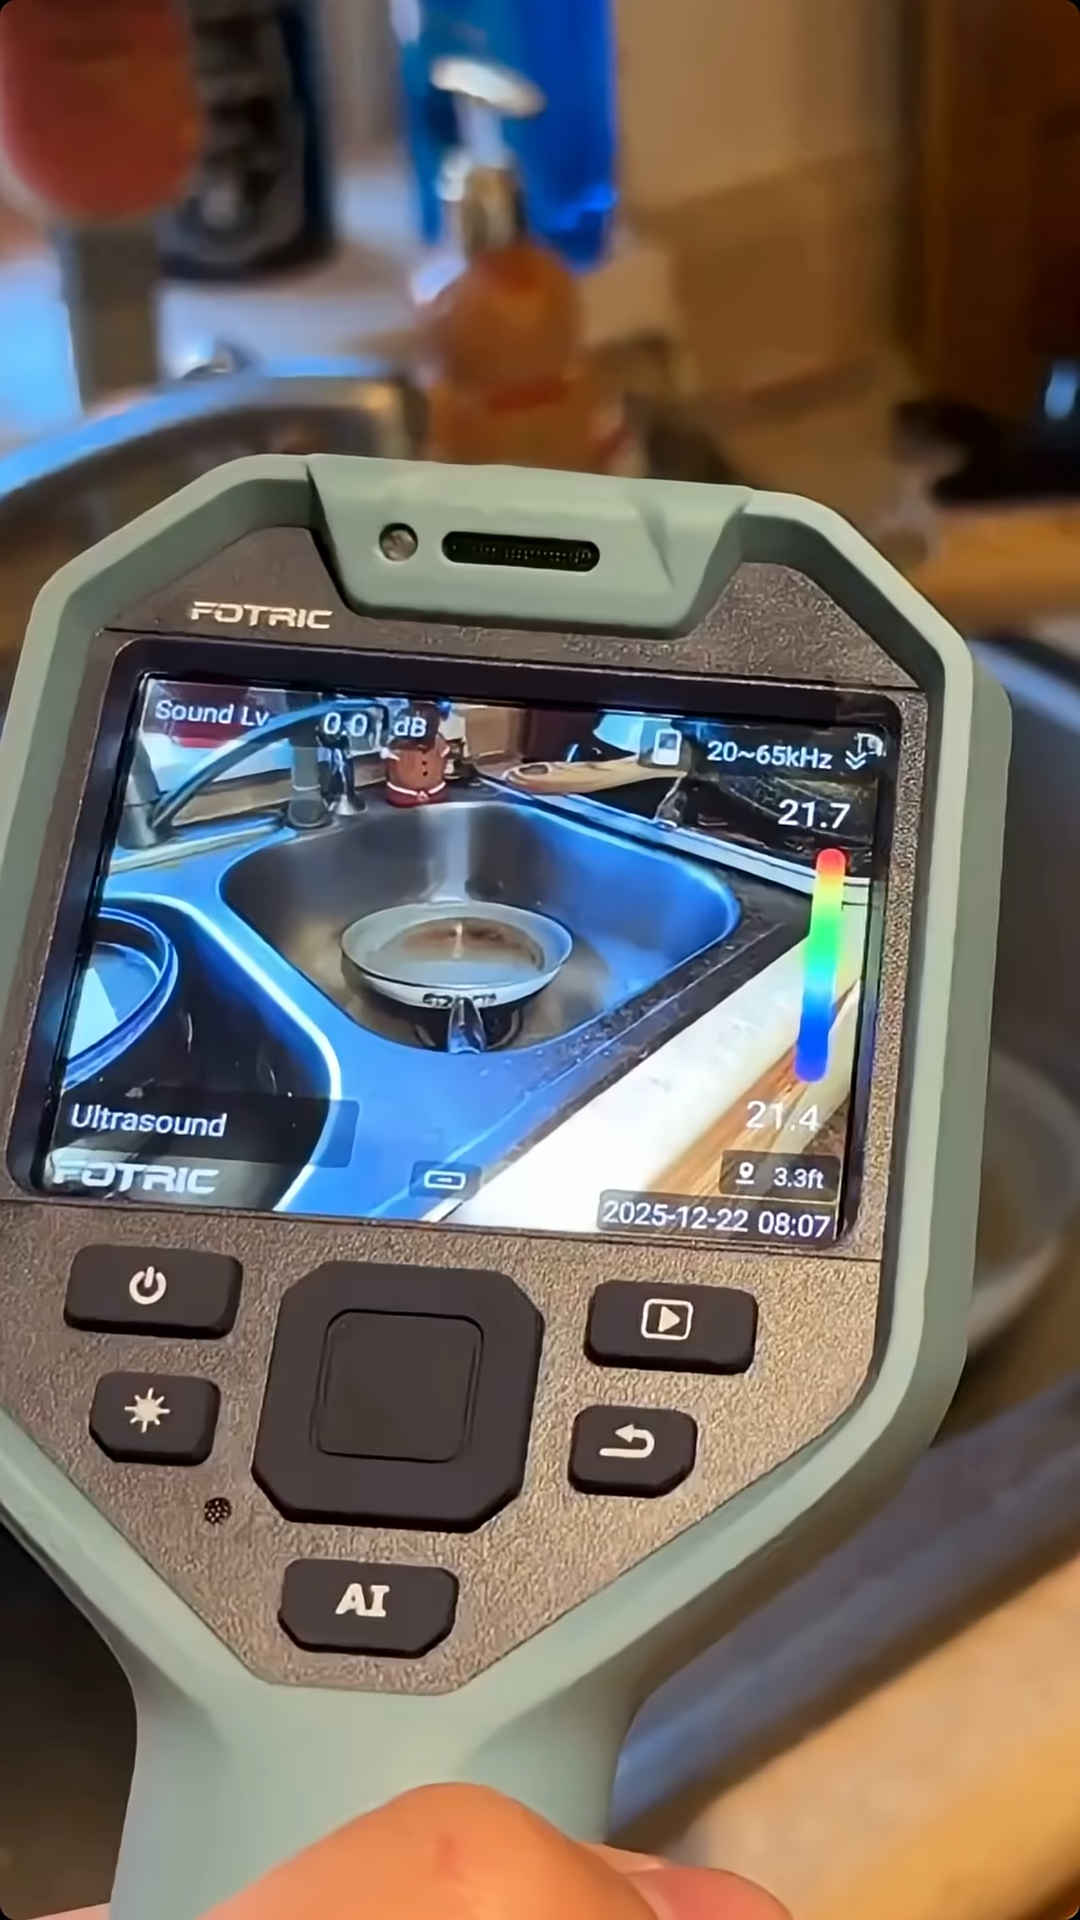 FOTRIC
Sound Lv 0.0 dB
20~65kHz
21.7
21.4
Ultrasound
FOTRIC
3.3ft
2025-12-22 08:07
AI